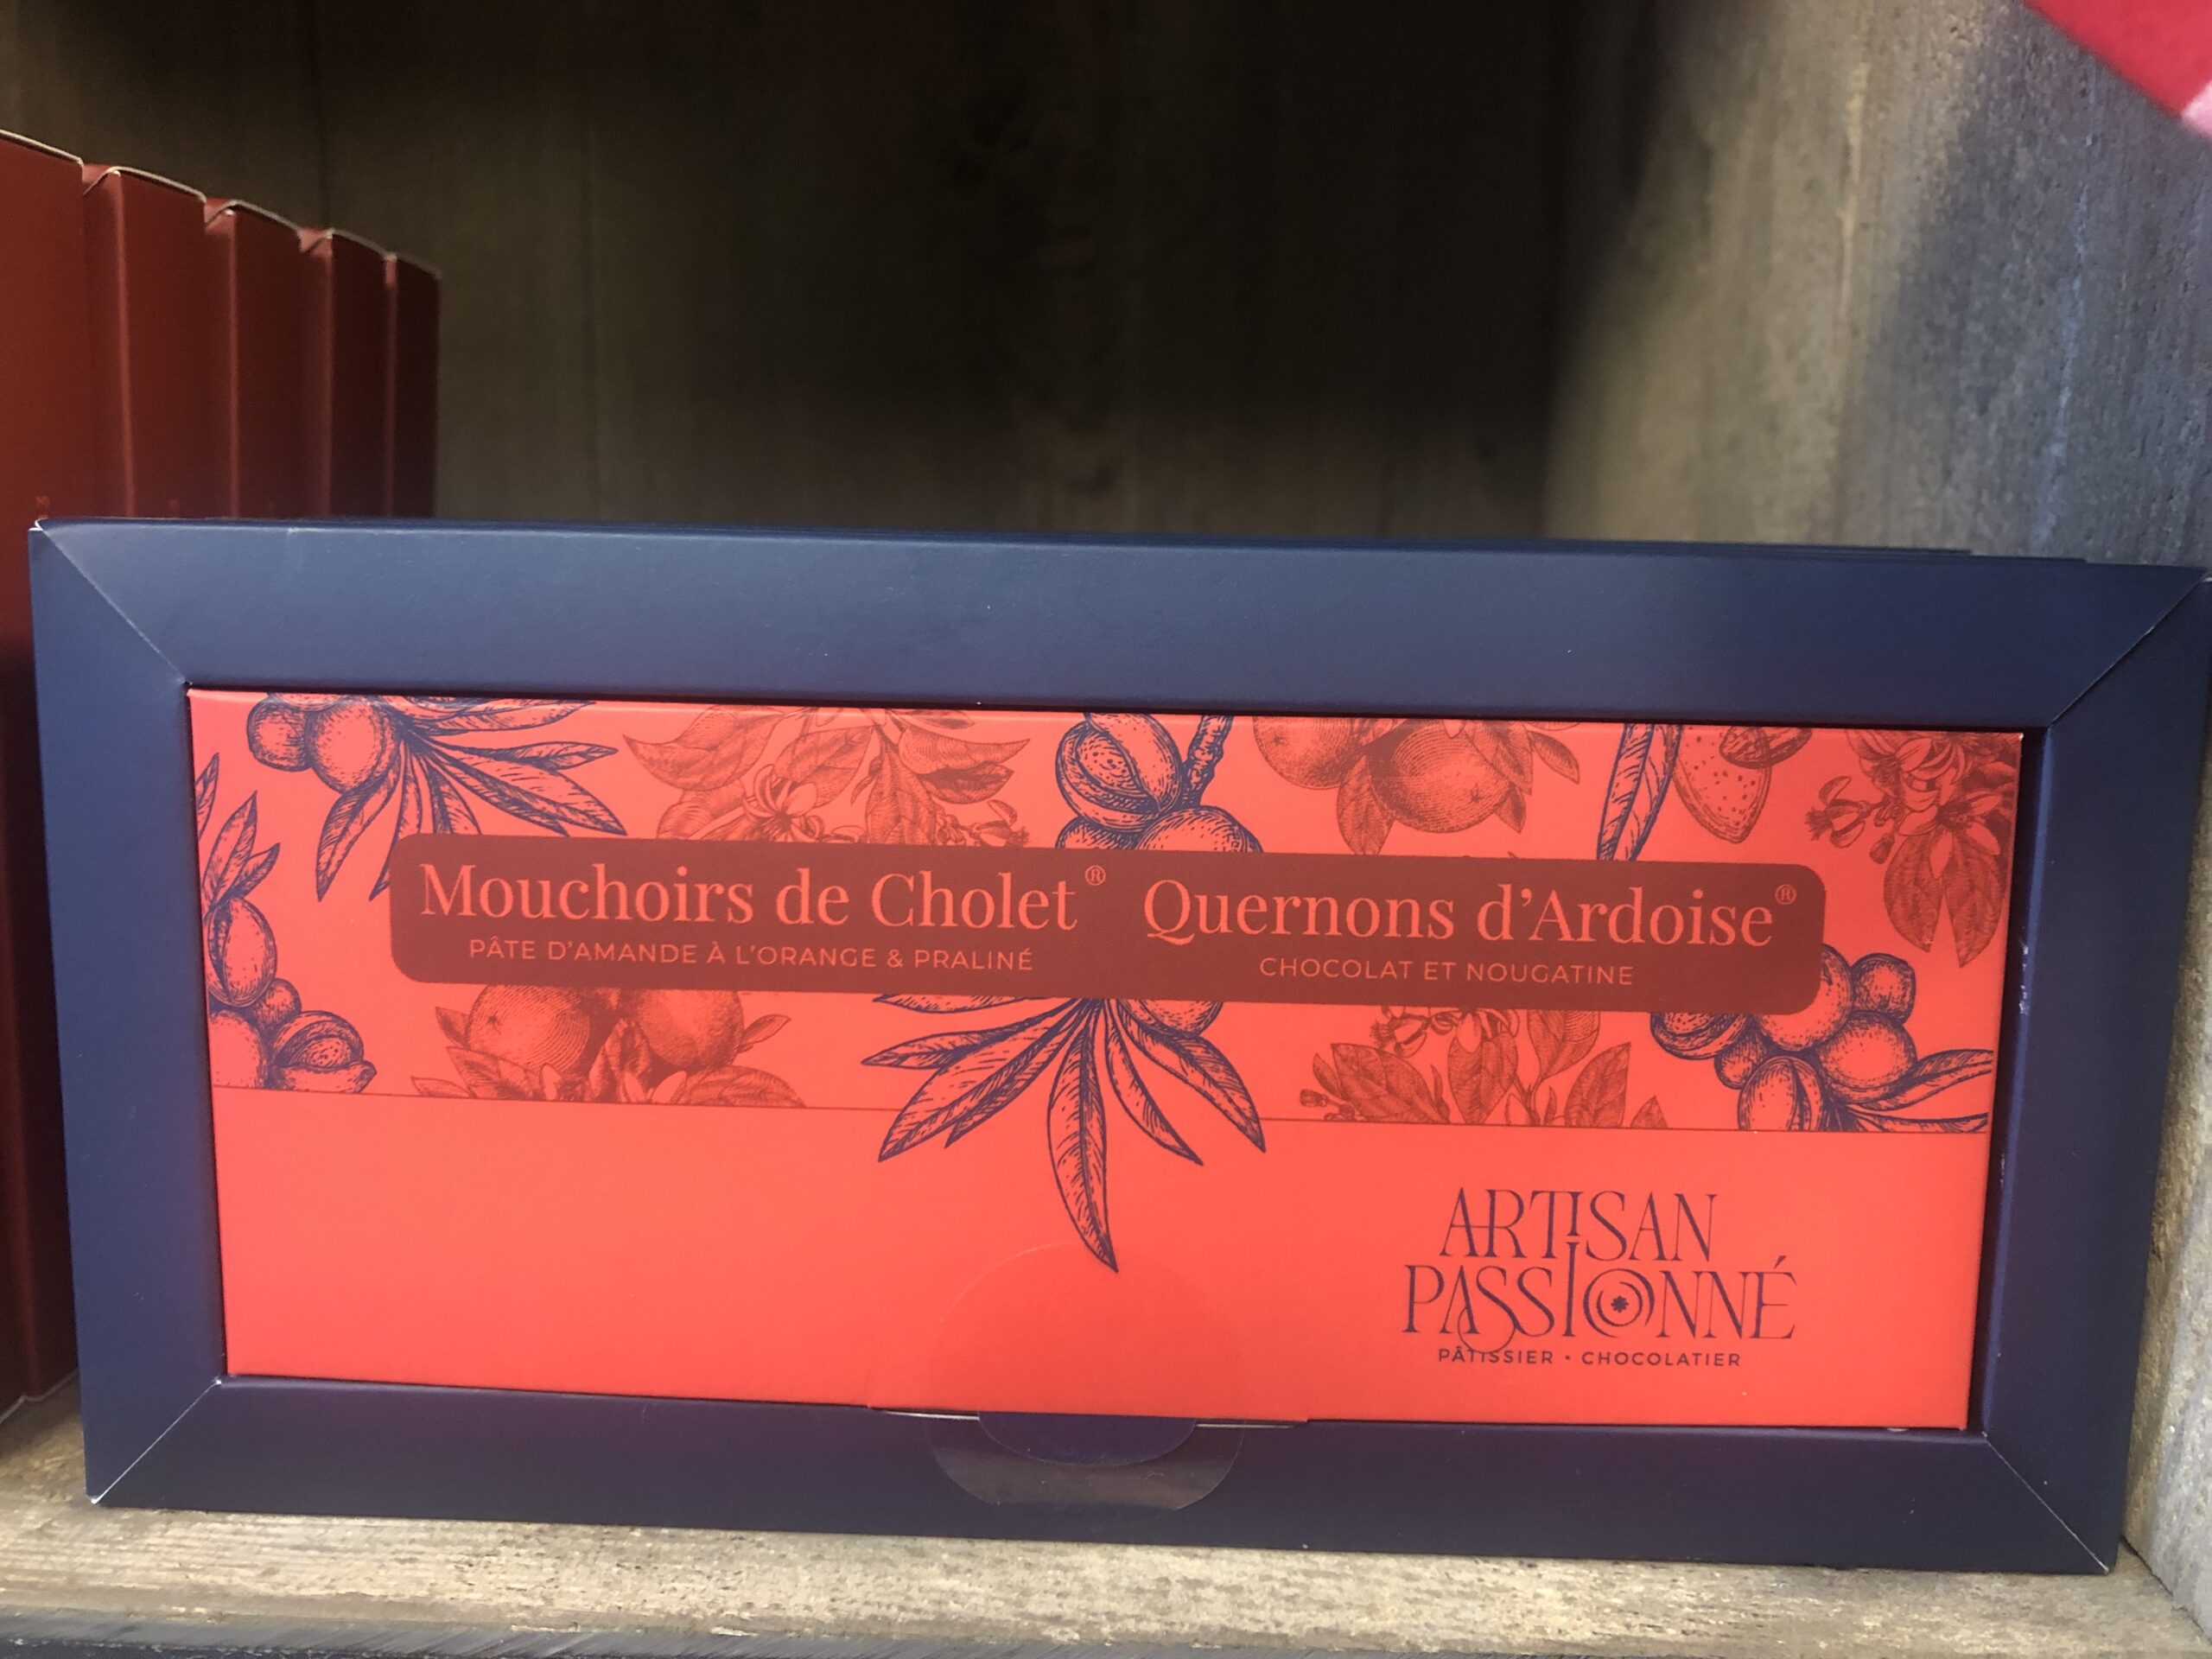 Mouchoirs de Cholet®
PÂTE D'AMANDE À L'ORANGE & PRALINÉ
Quernons d'Ardoise®
CHOCOLAT ET NOUGATINE
ARTISAN
PASSIONNÉ
PÂTISSIER • CHOCOLATIER